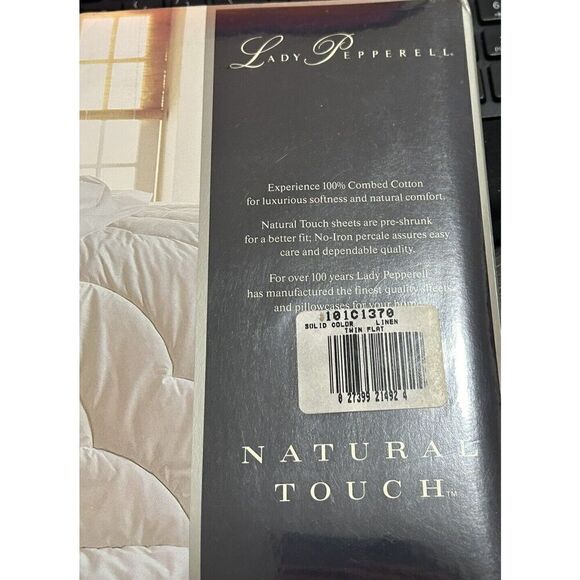 LADY PEPPERELL®
Experience 100% Combed Cotton
for luxurious softness and natural comfort.
Natural Touch sheets are pre-shrunk
for a better fit; No-Iron percale assures easy
care and dependable quality.
For over 100 years Lady Pepperell
has manufactured the finest quality sheets
and pillowcases for your home.
101C1370
SOLID COLOR LINEN
TWIN FLAT
0 27399 21492 4
NATURAL
TOUCH™